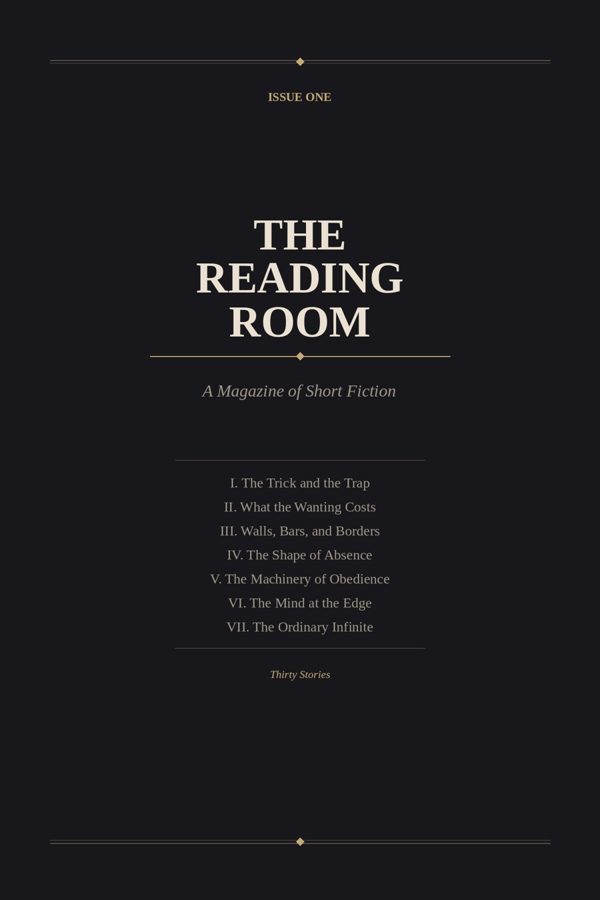 ISSUE ONE
THE
READING
ROOM
A Magazine of Short Fiction
I. The Trick and the Trap
II. What the Wanting Costs
III. Walls, Bars, and Borders
IV. The Shape of Absence
V. The Machinery of Obedience
VI. The Mind at the Edge
VII. The Ordinary Infinite
Thirty Stories